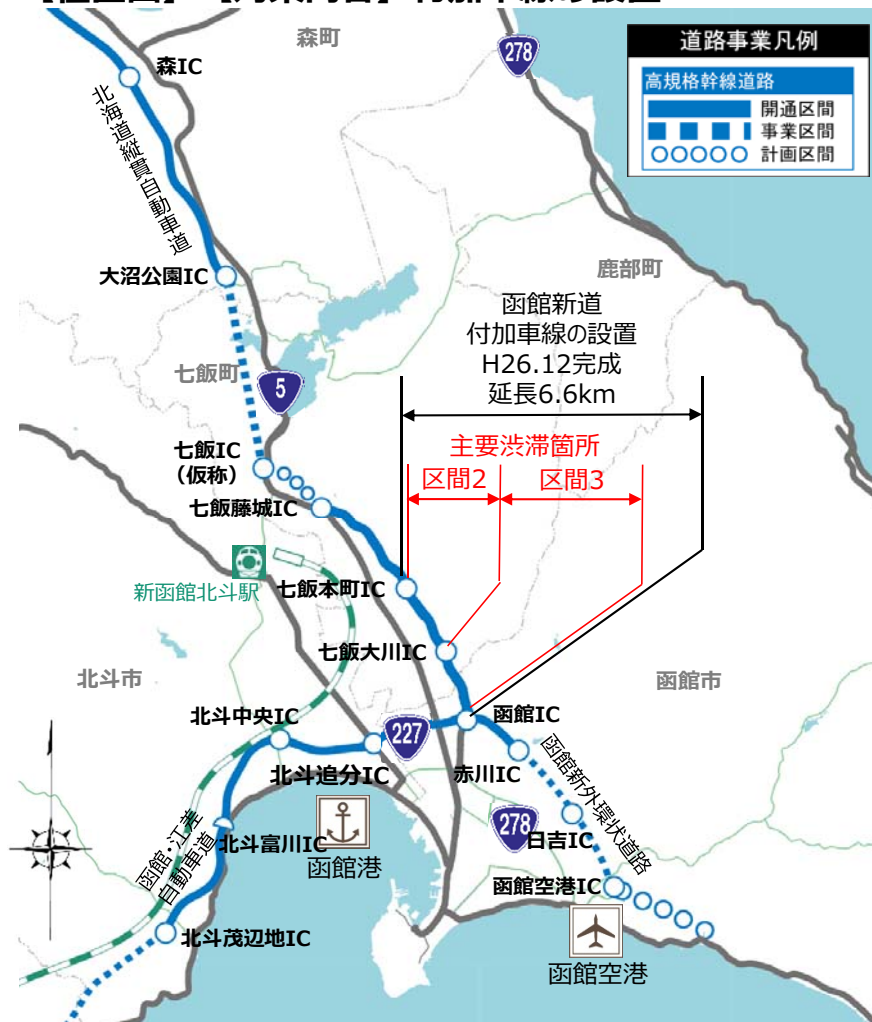 森町
278
道路事業凡例
高規格幹線道路
開通区間
事業区間
計画区間
森IC
北海道縦貫自動車道
大沼公園IC
鹿部町
函館新道
付加車線の設置
H26.12完成
延長6.6km
七飯町
5
主要渋滞箇所
区間2
区間3
七飯IC
(仮称)
七飯藤城IC
新函館北斗駅
七飯本町IC
七飯大川IC
北斗市
函館市
北斗中央IC
函館IC
227
北斗追分IC
赤川IC
函館新外環状道路
278
日吉IC
函館港
北斗富川IC
函館・江差
自動車道
函館空港IC
北斗茂辺地IC
函館空港